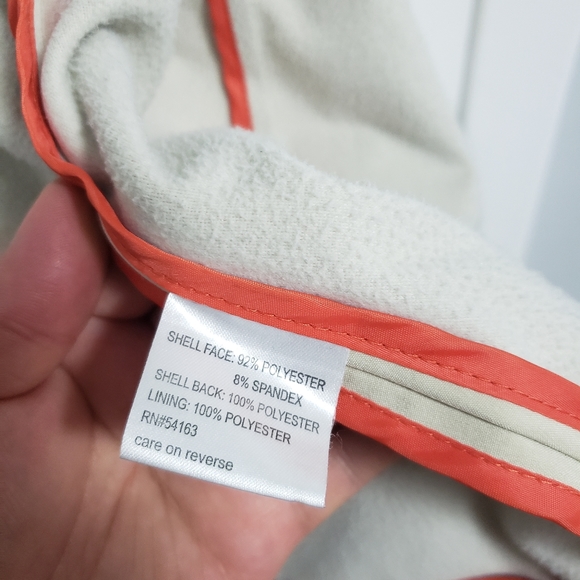 SHELL FACE: 92% POLYESTER
8% SPANDEX
SHELL BACK: 100% POLYESTER
LINING: 100% POLYESTER
RN#54163
care on reverse